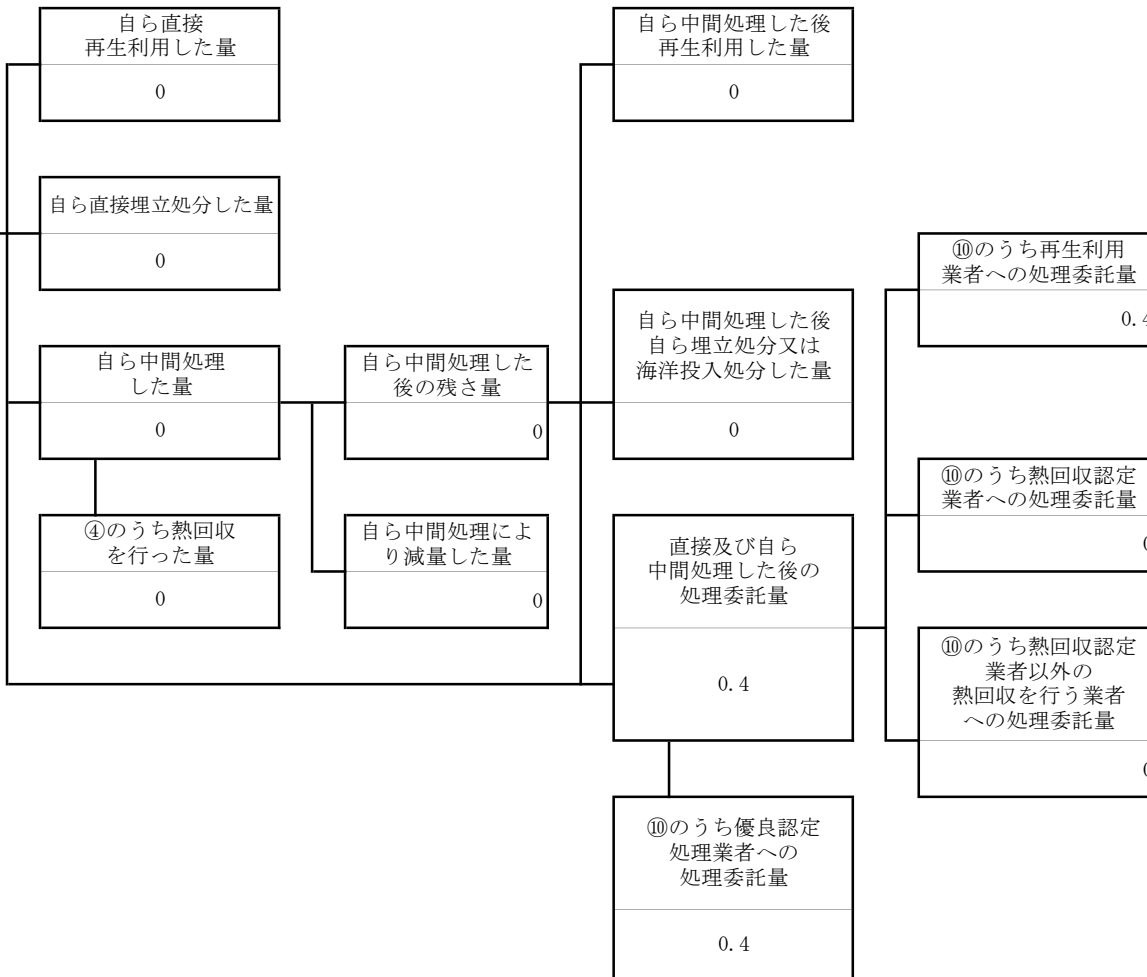 自ら直接
再生利用した量
0
自ら中間処理した後
再生利用した量
0
自ら直接埋立処分した量
0
⑩のうち再生利用
業者への処理委託量
0.4
自ら中間処理した後
自ら埋立処分又は
海洋投入処分した量
0
自ら中間処理
した量
0
自ら中間処理した
後の残さ量
0
⑩のうち熱回収認定
業者への処理委託量
0
④のうち熱回収
を行った量
0
自ら中間処理によ
り減量した量
0
直接及び自ら
中間処理した後の
処理委託量
0.4
⑩のうち熱回収認定
業者以外の
熱回収を行う業者
への処理委託量
0
⑩のうち優良認定
処理業者への
処理委託量
0.4